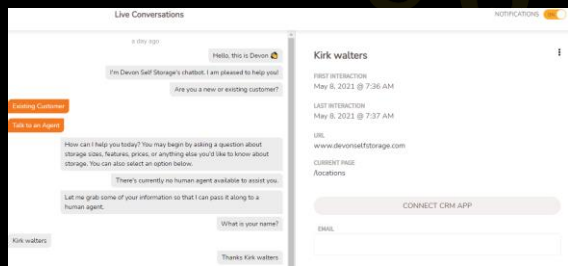 Live Conversations
NOTIFICATIONS
a day ago
Hello, this is Devon
I'm Devon Self Storage's chatbot, I am pleased to help you!
Are you a new or existing customer?
Existing Customer
Talk to an Agent
How can I help you today? You may begin by asking a question about
storage sizes, features, prices, or anything else you'd like to know about
storage. You can also select an option below.
There's currently no human agent available to assist you.
Let me grab some of your information so that I can pass it along to a
human agent.
What is your name?
Kirk walters
Thanks Kirk walters
Kirk walters
FIRST INTERACTION
May 8, 2021 @ 7:36 AM
LAST INTERACTION
May 8, 2021 @ 7:37 AM
URL
www.devonselfstorage.com
CURRENT PAGE
/locations
CONNECT CRM APP
EMAIL